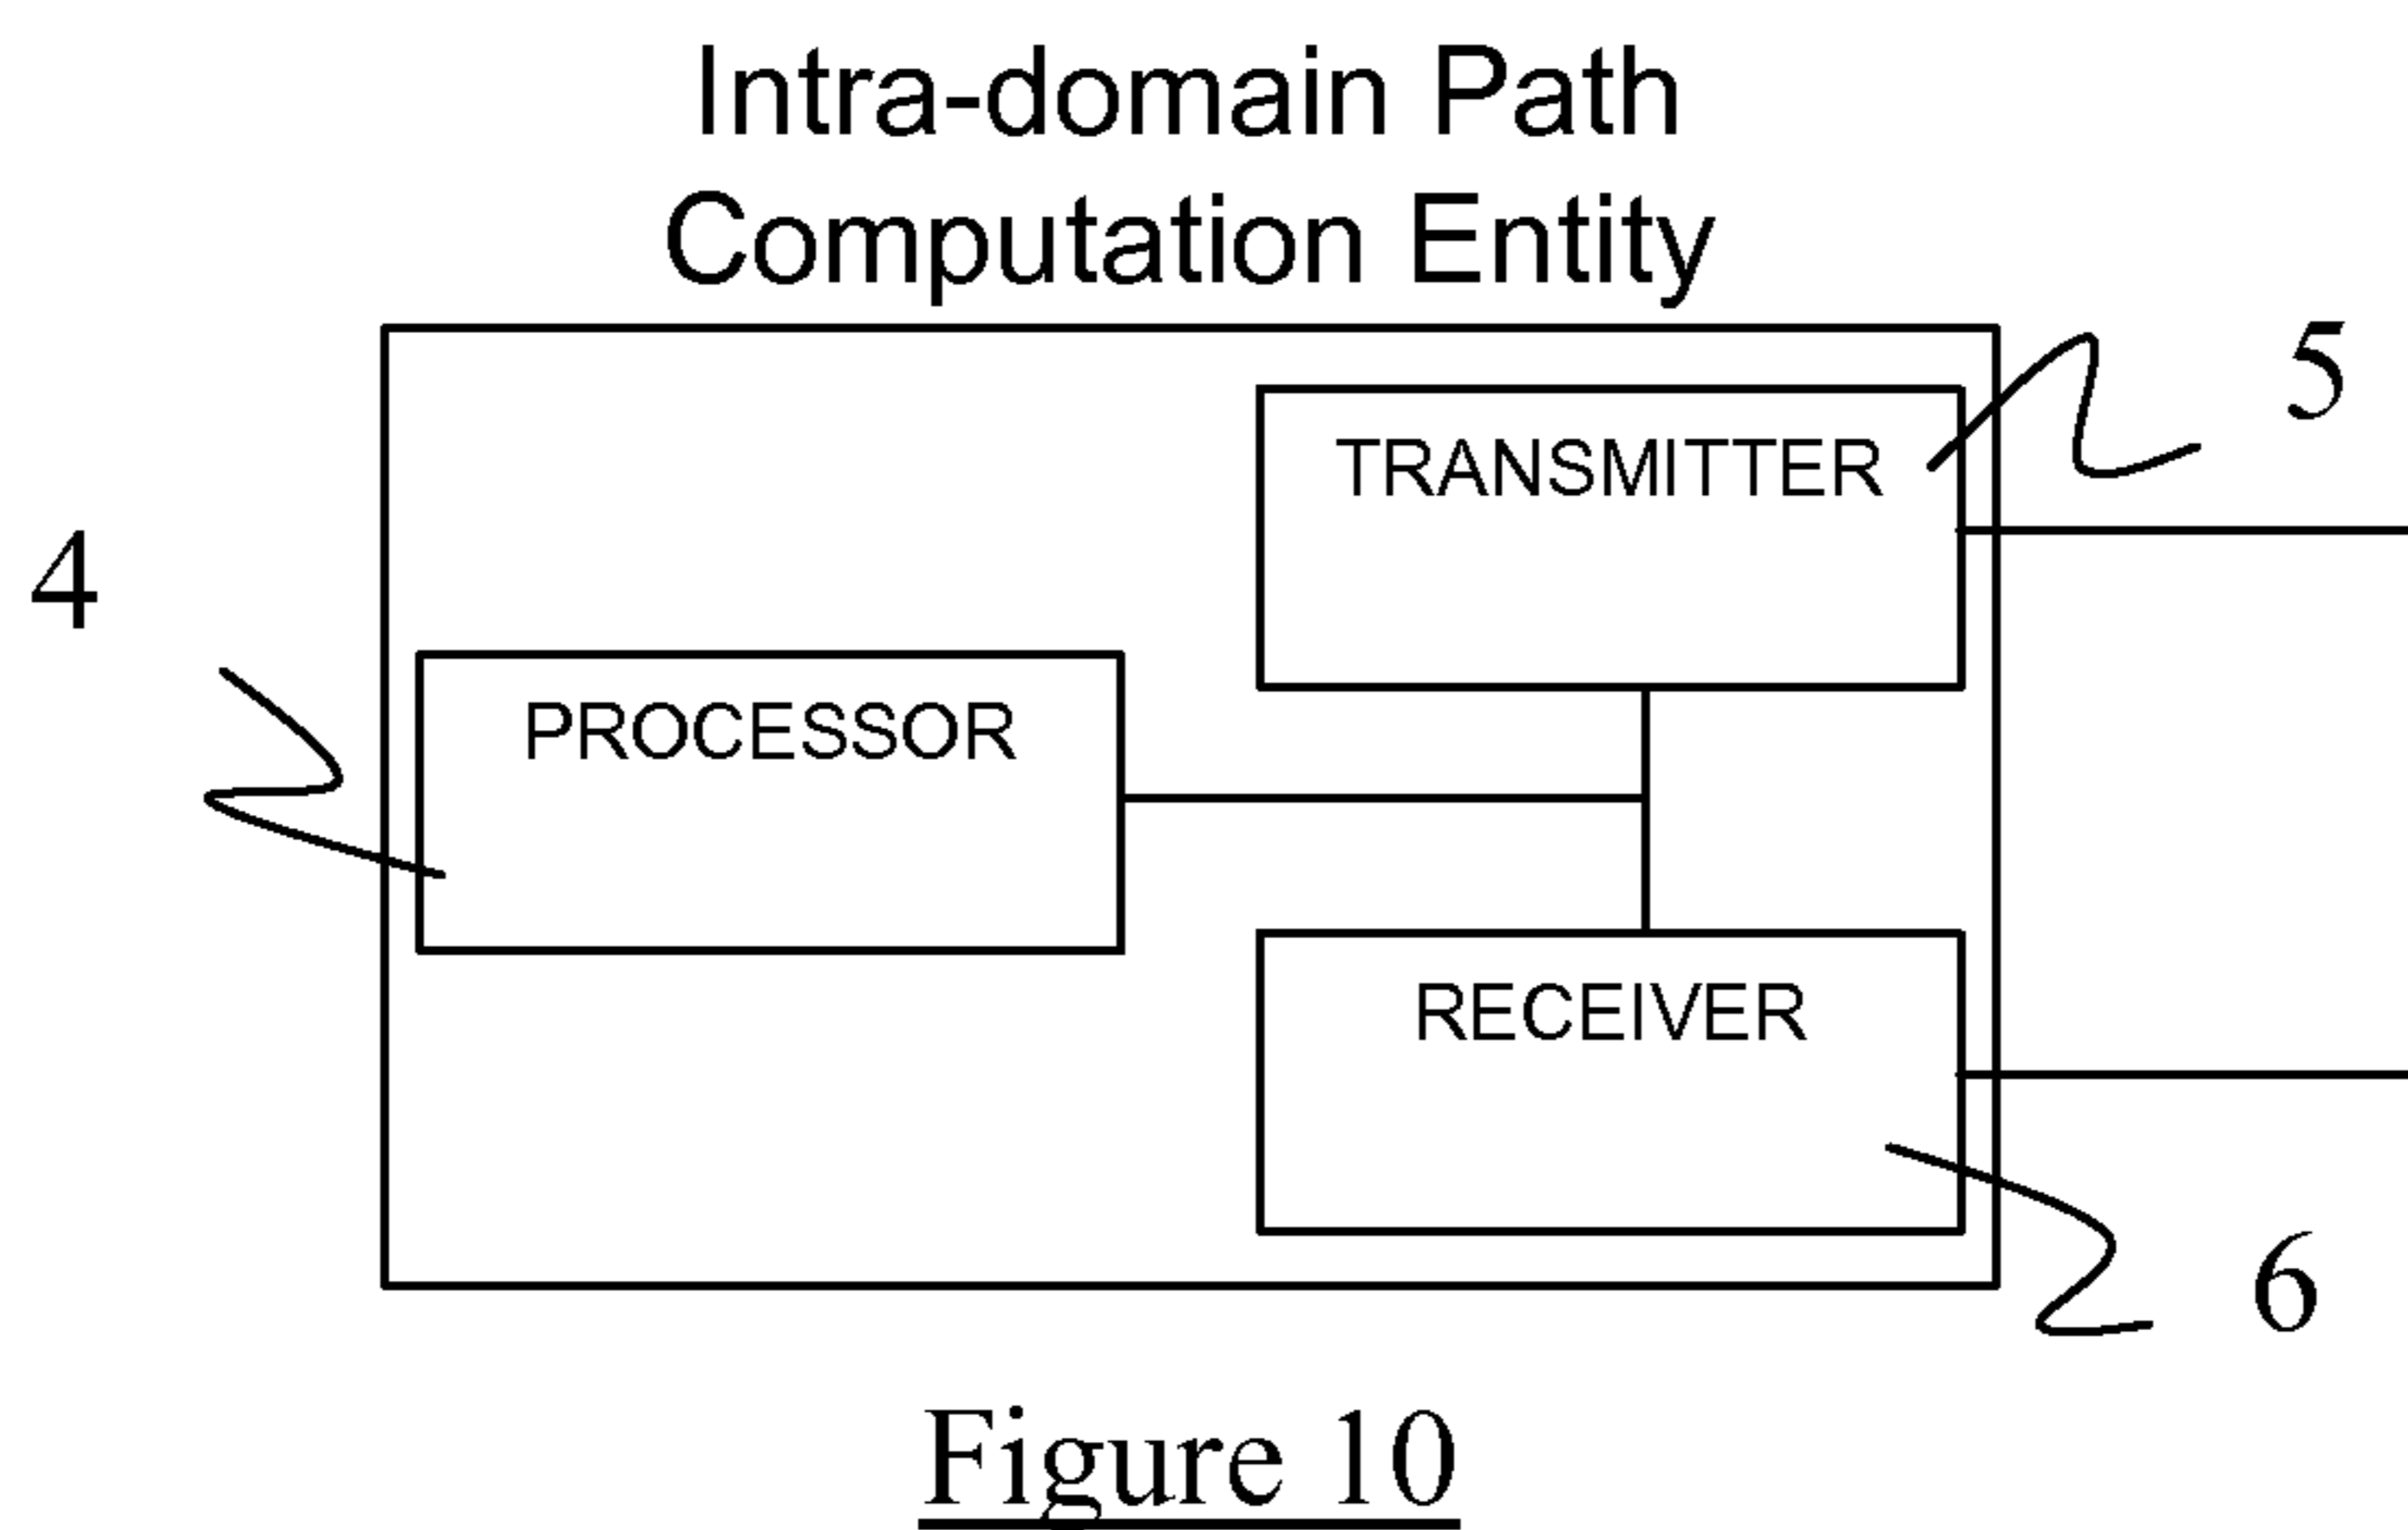 Intra-domain Path
Computation Entity
5
TRANSMITTER
4
PROCESSOR
RECEIVER
6
Figure 10